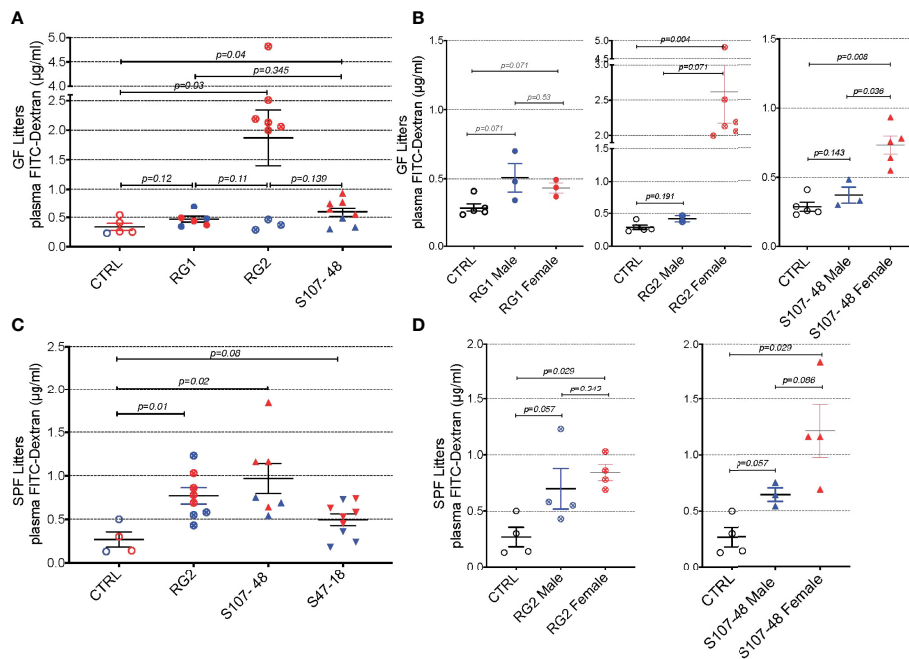 A
GF Litters
plasma FITC-Dextran (µg/ml)
5.0
4.5
4.0
2.5
2.0
1.5
1.0
0.5
0.0
p=0.04
p=0.345
p=0.03
p=0.12
p=0.11
p=0.139
CTRL
RG1
RG2
S107-48
B
GF Litters
plasma FITC-Dextran (µg/ml)
1.5
1.0
0.5
0.0
p=0.071
p=0.53
p=0.071
CTRL
RG1 Male
RG1 Female
5.0
3.0
2.5
2.0
0.5
0.0
p=0.004
p=0.071
p=0.191
CTRL
RG2 Male
RG2 Female
1.5
1.0
0.5
0.0
p=0.008
p=0.036
p=0.143
CTRL
S107-48 Male
S107-48 Female
C
SPF Litters
plasma FITC-Dextran (µg/ml)
2.5
2.0
1.5
1.0
0.5
0.0
p=0.08
p=0.02
p=0.01
CTRL
RG2
S107-48
S47-18
D
SPF Litters
plasma FITC-Dextran (µg/ml)
2.0
1.5
1.0
0.5
0.0
p=0.029
p=0.057
CTRL
RG2 Male
RG2 Female
2.0
1.5
1.0
0.5
0.0
p=0.029
p=0.086
p=0.057
CTRL
S107-48 Male
S107-48 Female